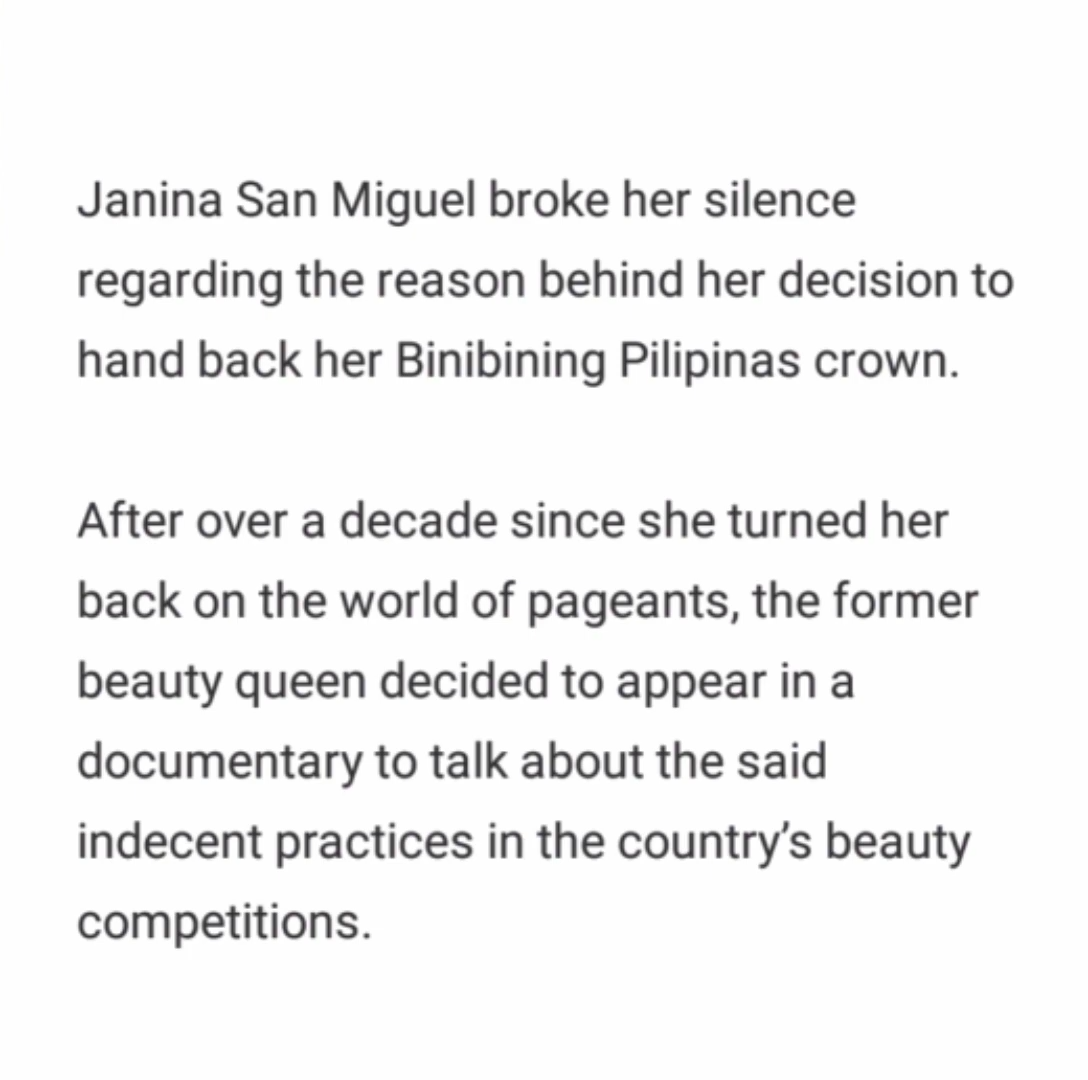 Janina San Miguel broke her silence
regarding the reason behind her decision to
hand back her Binibining Pilipinas crown.
After over a decade since she turned her
back on the world of pageants, the former
beauty queen decided to appear in a
documentary to talk about the said
indecent practices in the country’s beauty
competitions.